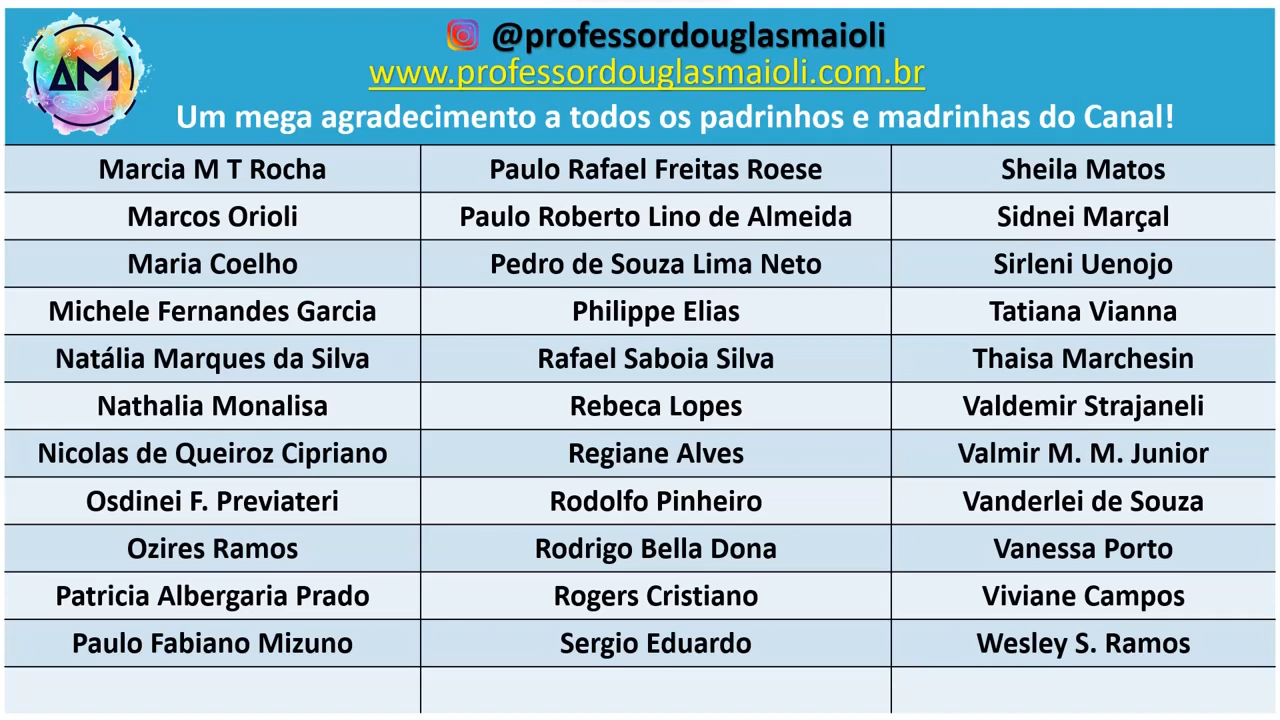 ΔM
@professordouglasmaioli
www.professordouglasmaioli.com.br
Um mega agradecimento a todos os padrinhos e madrinhas do Canal!
Marcia M T Rocha Paulo Rafael Freitas Roese Sheila Matos
Marcos Orioli Paulo Roberto Lino de Almeida Sidnei Marçal
Maria Coelho Pedro de Souza Lima Neto Sirleni Uenojo
Michele Fernandes Garcia Philippe Elias Tatiana Vianna
Natália Marques da Silva Rafael Saboia Silva Thaisa Marchesin
Nathalia Monalisa Rebeca Lopes Valdemir Strajaneli
Nicolas de Queiroz Cipriano Regiane Alves Valmir M. M. Junior
Osdinei F. Previateri Rodolfo Pinheiro Vanderlei de Souza
Ozires Ramos Rodrigo Bella Dona Vanessa Porto
Patricia Albergaria Prado Rogers Cristiano Viviane Campos
Paulo Fabiano Mizuno Sergio Eduardo Wesley S. Ramos